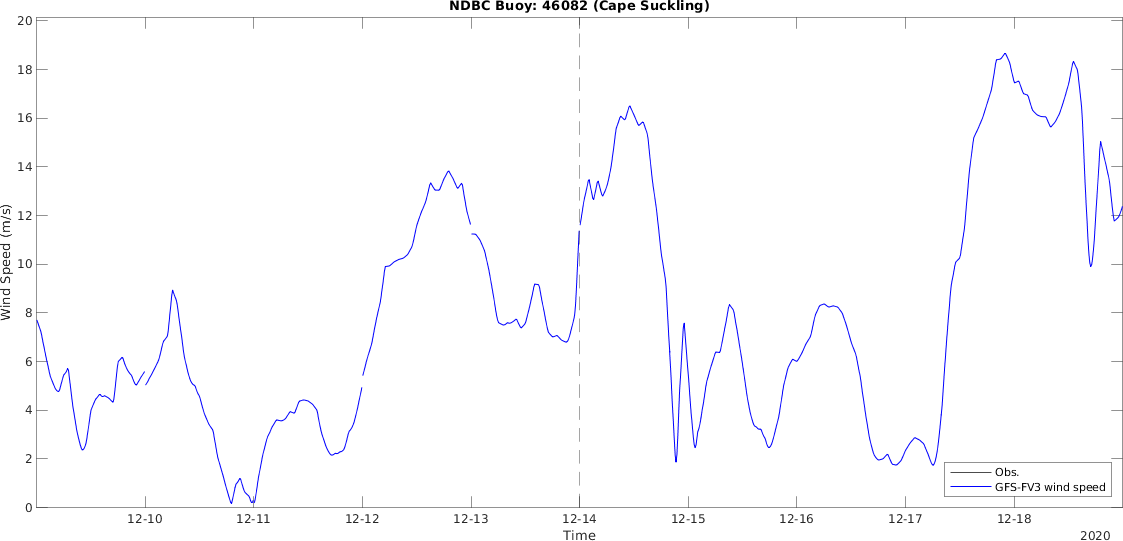 NDBC Buoy: 46082 (Cape Suckling)
20
18
16
14
12
10
8
6
4
2
0
Wind Speed (m/s)
12-10 12-11 12-12 12-13 12-14 12-15 12-16 12-17 12-18
Time
2020
Obs.
GFS-FV3 wind speed